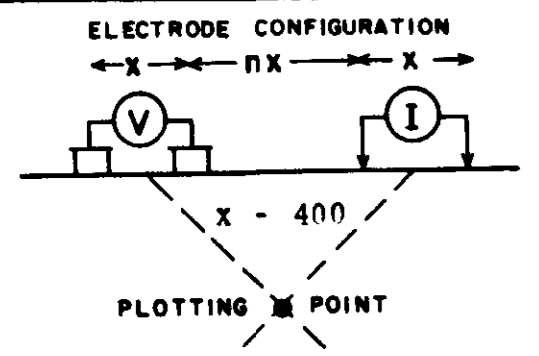 ELECTRODE CONFIGURATION
X nX X
V I
X - 400
PLOTTING POINT